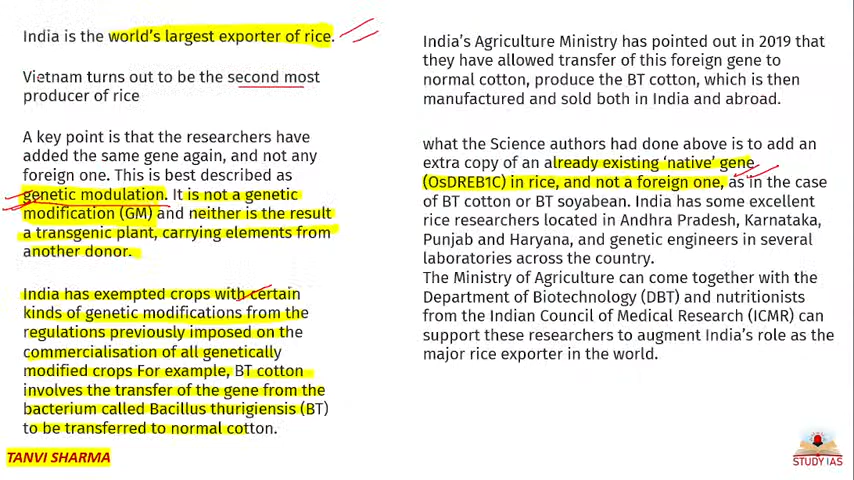 India is the world's largest exporter of rice.
Vietnam turns out to be the second most
producer of rice
A key point is that the researchers have
added the same gene again, and not any
foreign one. This is best described as
genetic modulation. It is not a genetic
modification (GM) and neither is the result
a transgenic plant, carrying elements from
another donor.
India has exempted crops with certain
kinds of genetic modifications from the
regulations previously imposed on the
commercialisation of all genetically
modified crops For example, BT cotton
involves the transfer of the gene from the
bacterium called Bacillus thurigiensis (BT)
to be transferred to normal cotton.
TANVI SHARMA
India's Agriculture Ministry has pointed out in 2019 that
they have allowed transfer of this foreign gene to
normal cotton, produce the BT cotton, which is then
manufactured and sold both in India and abroad.
what the Science authors had done above is to add an
extra copy of an already existing 'native' gene
(OsDREB1C) in rice, and not a foreign one, as in the case
of BT cotton or BT soyabean. India has some excellent
rice researchers located in Andhra Pradesh, Karnataka,
Punjab and Haryana, and genetic engineers in several
laboratories across the country.
The Ministry of Agriculture can come together with the
Department of Biotechnology (DBT) and nutritionists
from the Indian Council of Medical Research (ICMR) can
support these researchers to augment India's role as the
major rice exporter in the world.
STUDY IAS